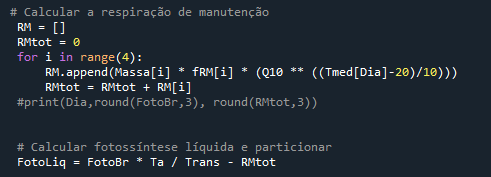 # Calcular a respiração de manutenção
RM = []
RMtot = 0
for i in range(4):
    RM.append(Massa[i] * fRM[i] * (Q10 ** ((Tmed[Dia]-20)/10)))
    RMtot = RMtot + RM[i]
#print(Dia,round(FotoBr,3), round(RMtot,3))
# Calcular fotossíntese líquida e particionar
FotoLiq = FotoBr * Ta / Trans - RMtot